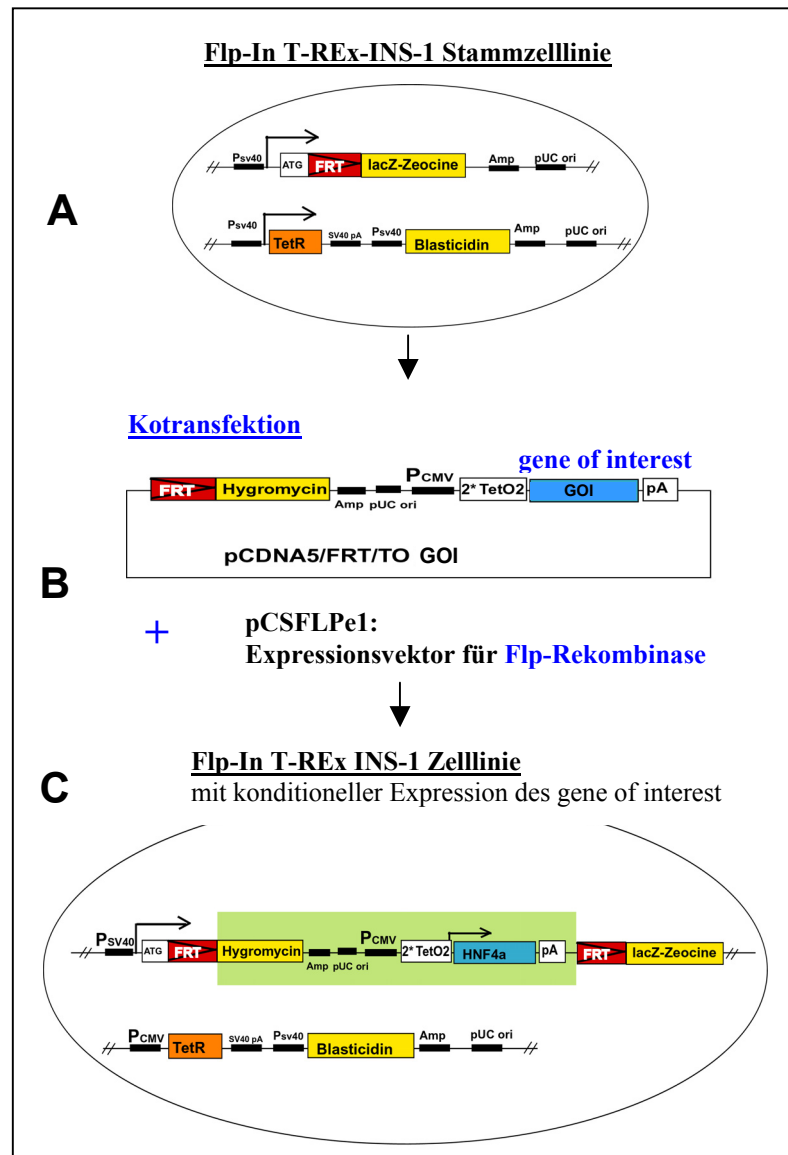 Flp-In T-REx-INS-1 Stammzelllinie
A
Psv40 ATG FRT lacZ-Zeocine Amp pUC ori
Psv40 TetR SV40 pA Psv40 Blasticidin Amp pUC ori
Kotransfektion
gene of interest
FRT Hygromycin Amp pUC ori PCMV 2* TetO2 GOI pA
pCDNA5/FRT/TO GOI
B
+ pCSFLPe1:
Expressionsvektor für Flp-Rekombinase
Flp-In T-REx INS-1 Zelllinie
C
mit konditioneller Expression des gene of interest
PSV40 ATG FRT Hygromycin Amp pUC ori PCMV 2* TetO2 HNF4a pA FRT lacZ-Zeocine
PCMV TetR SV40 pA Psv40 Blasticidin Amp pUC ori